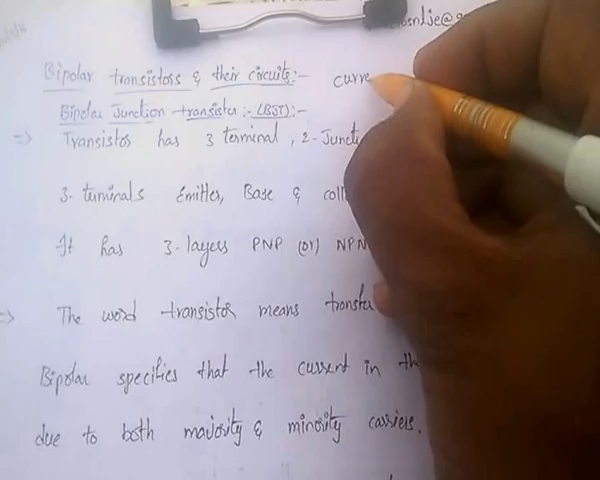 osnlje@g
Bipolar transistors & their circuits:- curre
Bipolar Junction transistor:-(BJT):-
=> Transistor has 3 terminal, 2-Juncti
3-terminals Emitter, Base & coll
It has 3-layers PNP (or) NPN
=> The word transistor means transfe
Bipolar specifies that the current in th
due to both majority & minority carriers.